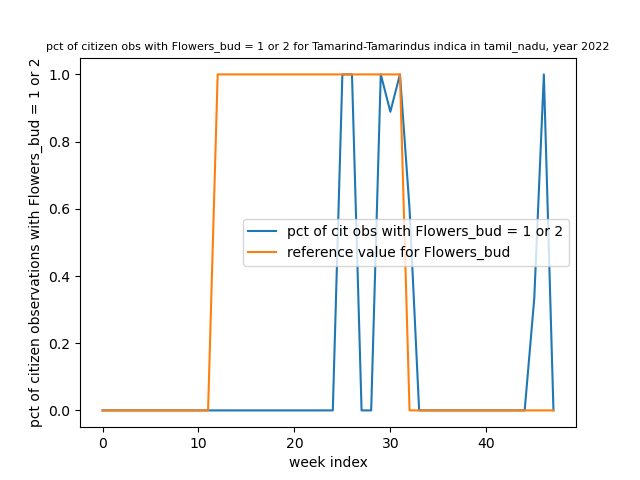 pct of citizen obs with Flowers_bud = 1 or 2 for Tamarind-Tamarindus indica in tamil_nadu, year 2022
pct of citizen observations with Flowers_bud = 1 or 2
1.0
0.8
0.6
0.4
0.2
0.0
pct of cit obs with Flowers_bud = 1 or 2
reference value for Flowers_bud
0 10 20 30 40
week index